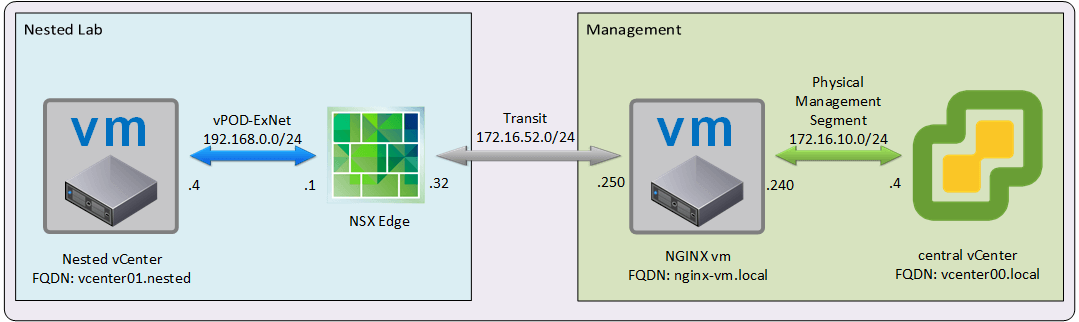 Nested Lab
Management
vm
vPOD-ExNet
192.168.0.0/24
.4
.1
NSX Edge
.32
Transit
172.16.52.0/24
.250
vm
.240
Physical
Management
Segment
172.16.10.0/24
.4
Nested vCenter
FQDN: vcenter01.nested
NGINX vm
FQDN: nginx-vm.local
central vCenter
FQDN: vcenter00.local